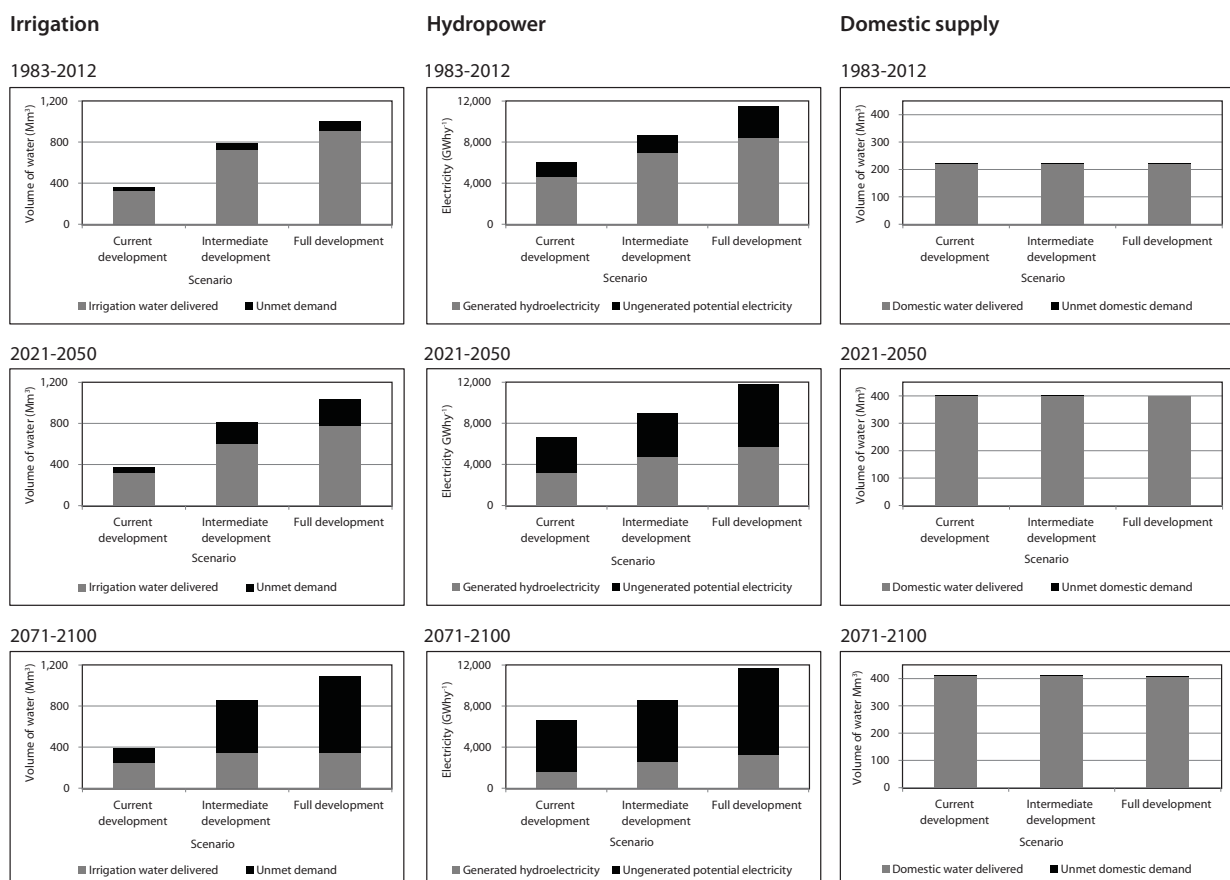 Irrigation
Hydropower
Domestic supply
1983-2012
Volume of water (Mm³)
1,200
800
400
0
Current
development
Intermediate
development
Full development
Scenario
Irrigation water delivered
Unmet demand
1983-2012
Electricity (GWhy⁻¹)
12,000
8,000
4,000
0
Current
development
Intermediate
development
Full development
Scenario
Generated hydroelectricity
Ungenerated potential electricity
1983-2012
Volume of water (Mm³)
400
300
200
100
0
Current
development
Intermediate
development
Full development
Scenario
Domestic water delivered
Unmet domestic demand
2021-2050
Volume of water (Mm³)
1,200
800
400
0
Current
development
Intermediate
development
Full development
Scenario
Irrigation water delivered
Unmet demand
2021-2050
Electricity GWhy⁻¹)
12,000
8,000
4,000
0
Current
development
Intermediate
development
Full development
Scenario
Generated hydroelectricity
Ungenerated potential electricity
2021-2050
Volume of water (Mm³)
400
300
200
100
0
Current
development
Intermediate
development
Full development
Scenario
Domestic water delivered
Unmet domestic demand
2071-2100
Volume of water (Mm³)
1,200
800
400
0
Current
development
Intermediate
development
Full development
Scenario
Irrigation water delivered
Unmet demand
2071-2100
Electricity (GWhy⁻¹)
12,000
8,000
4,000
0
Current
development
Intermediate
development
Full development
Scenario
Generated hydroelectricity
Ungenerated potential electricity
2071-2100
Volume of water Mm³)
400
300
200
100
0
Current
development
Intermediate
development
Full development
Scenario
Domestic water delivered
Unmet domestic demand